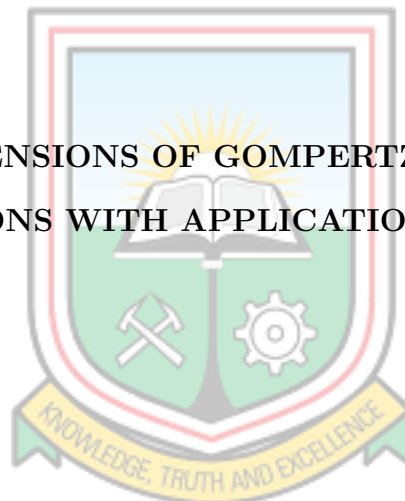 ENSIONS OF GOMPERTZ
ONS WITH APPLICATIO
KNOWLEDGE, TRUTH AND EXCELLENCE